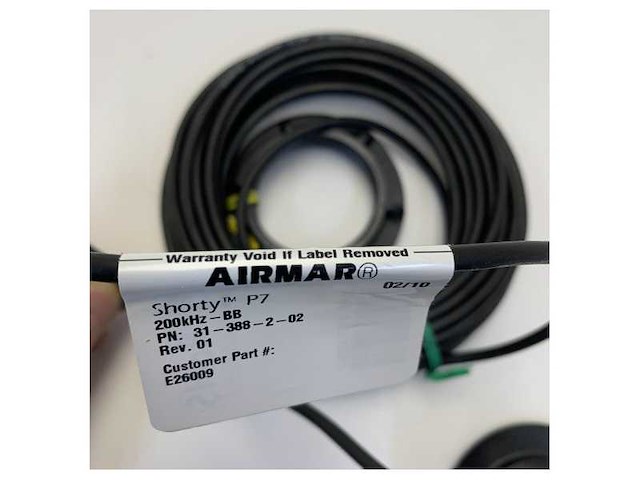 Warranty Void If Label Removed
AIRMAR®
02/10
Shorty™ P7
200kHz-BB
PN: 31-388-2-02
Rev. 01
Customer Part #:
E26009